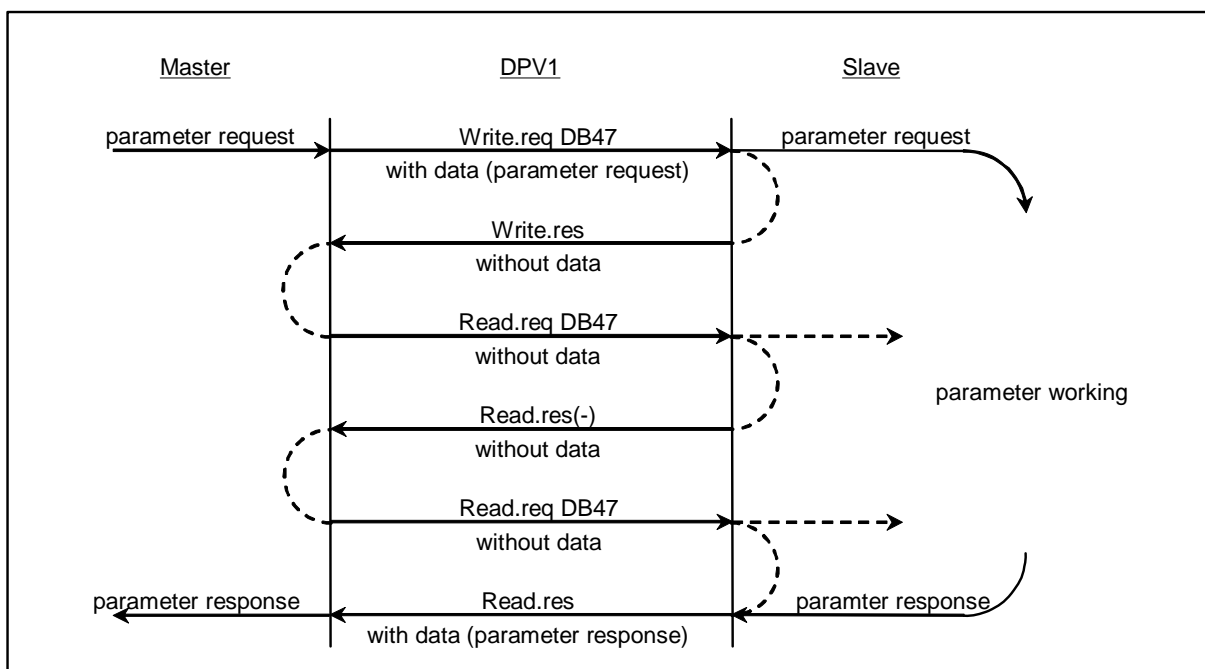 Master DPV1 Slave
parameter request Write.req DB47 parameter request
with data (parameter request)
Write.res
without data
Read.req DB47
without data
parameter working
Read.res(-)
without data
Read.req DB47
without data
parameter response Read.res paramter response
with data (parameter response)